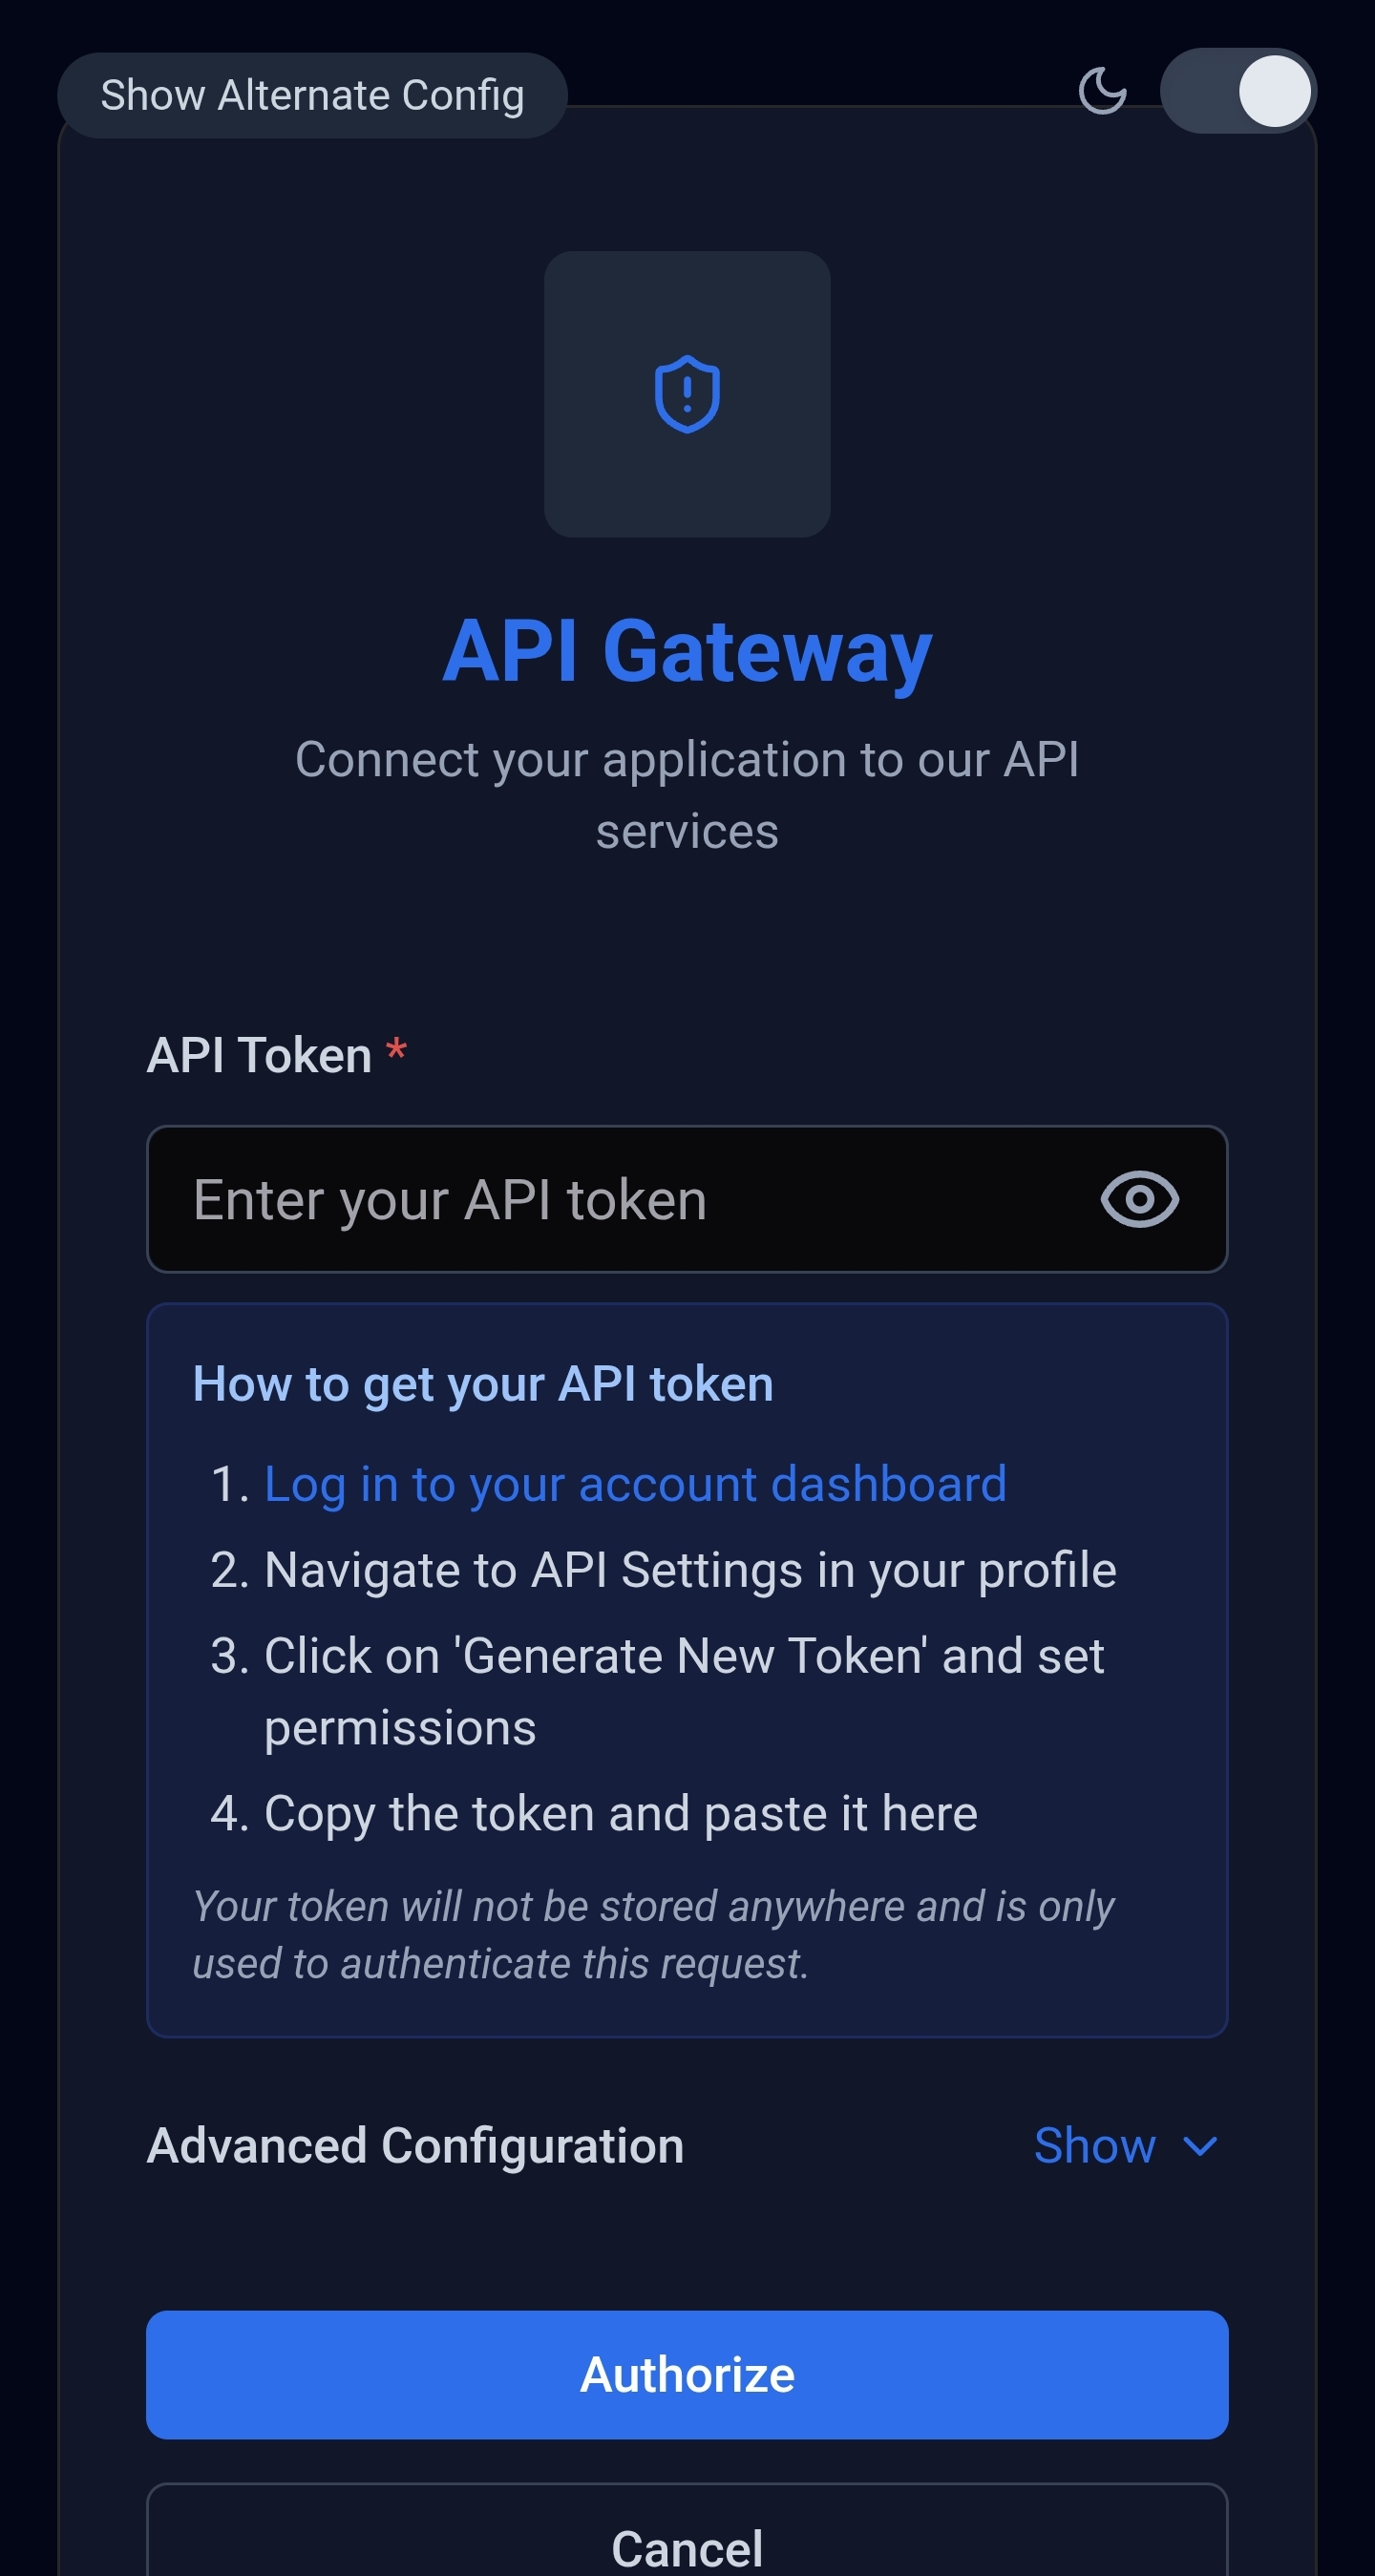 Show Alternate Config
API Gateway
Connect your application to our API
services
API Token *
Enter your API token
How to get your API token
1. Log in to your account dashboard
2. Navigate to API Settings in your profile
3. Click on 'Generate New Token' and set
permissions
4. Copy the token and paste it here
Your token will not be stored anywhere and is only
used to authenticate this request.
Advanced Configuration
Show
Authorize
Cancel